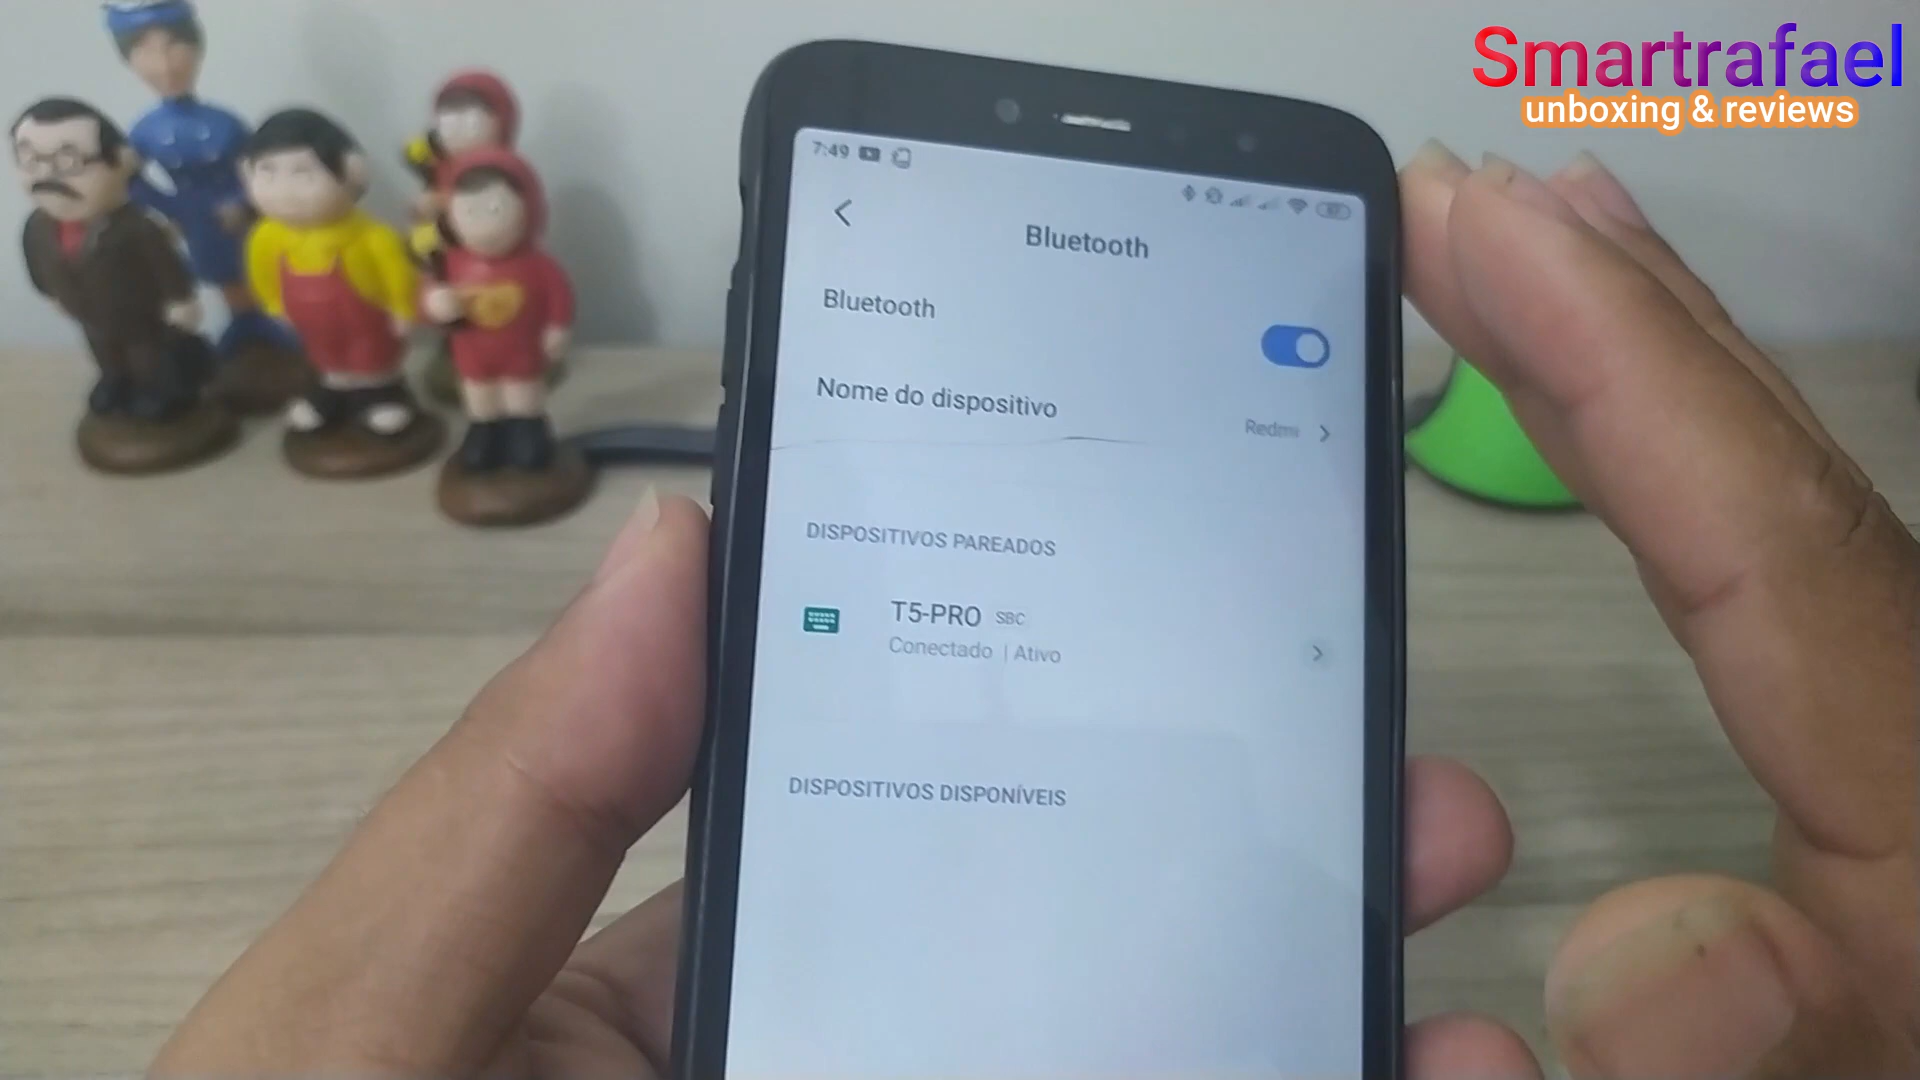 Smartrafael
unboxing & reviews
7:49
Bluetooth
Bluetooth
Nome do dispositivo
Redmi
DISPOSITIVOS PAREADOS
T5-PRO SBC
Conectado | Ativo
DISPOSITIVOS DISPONÍVEIS